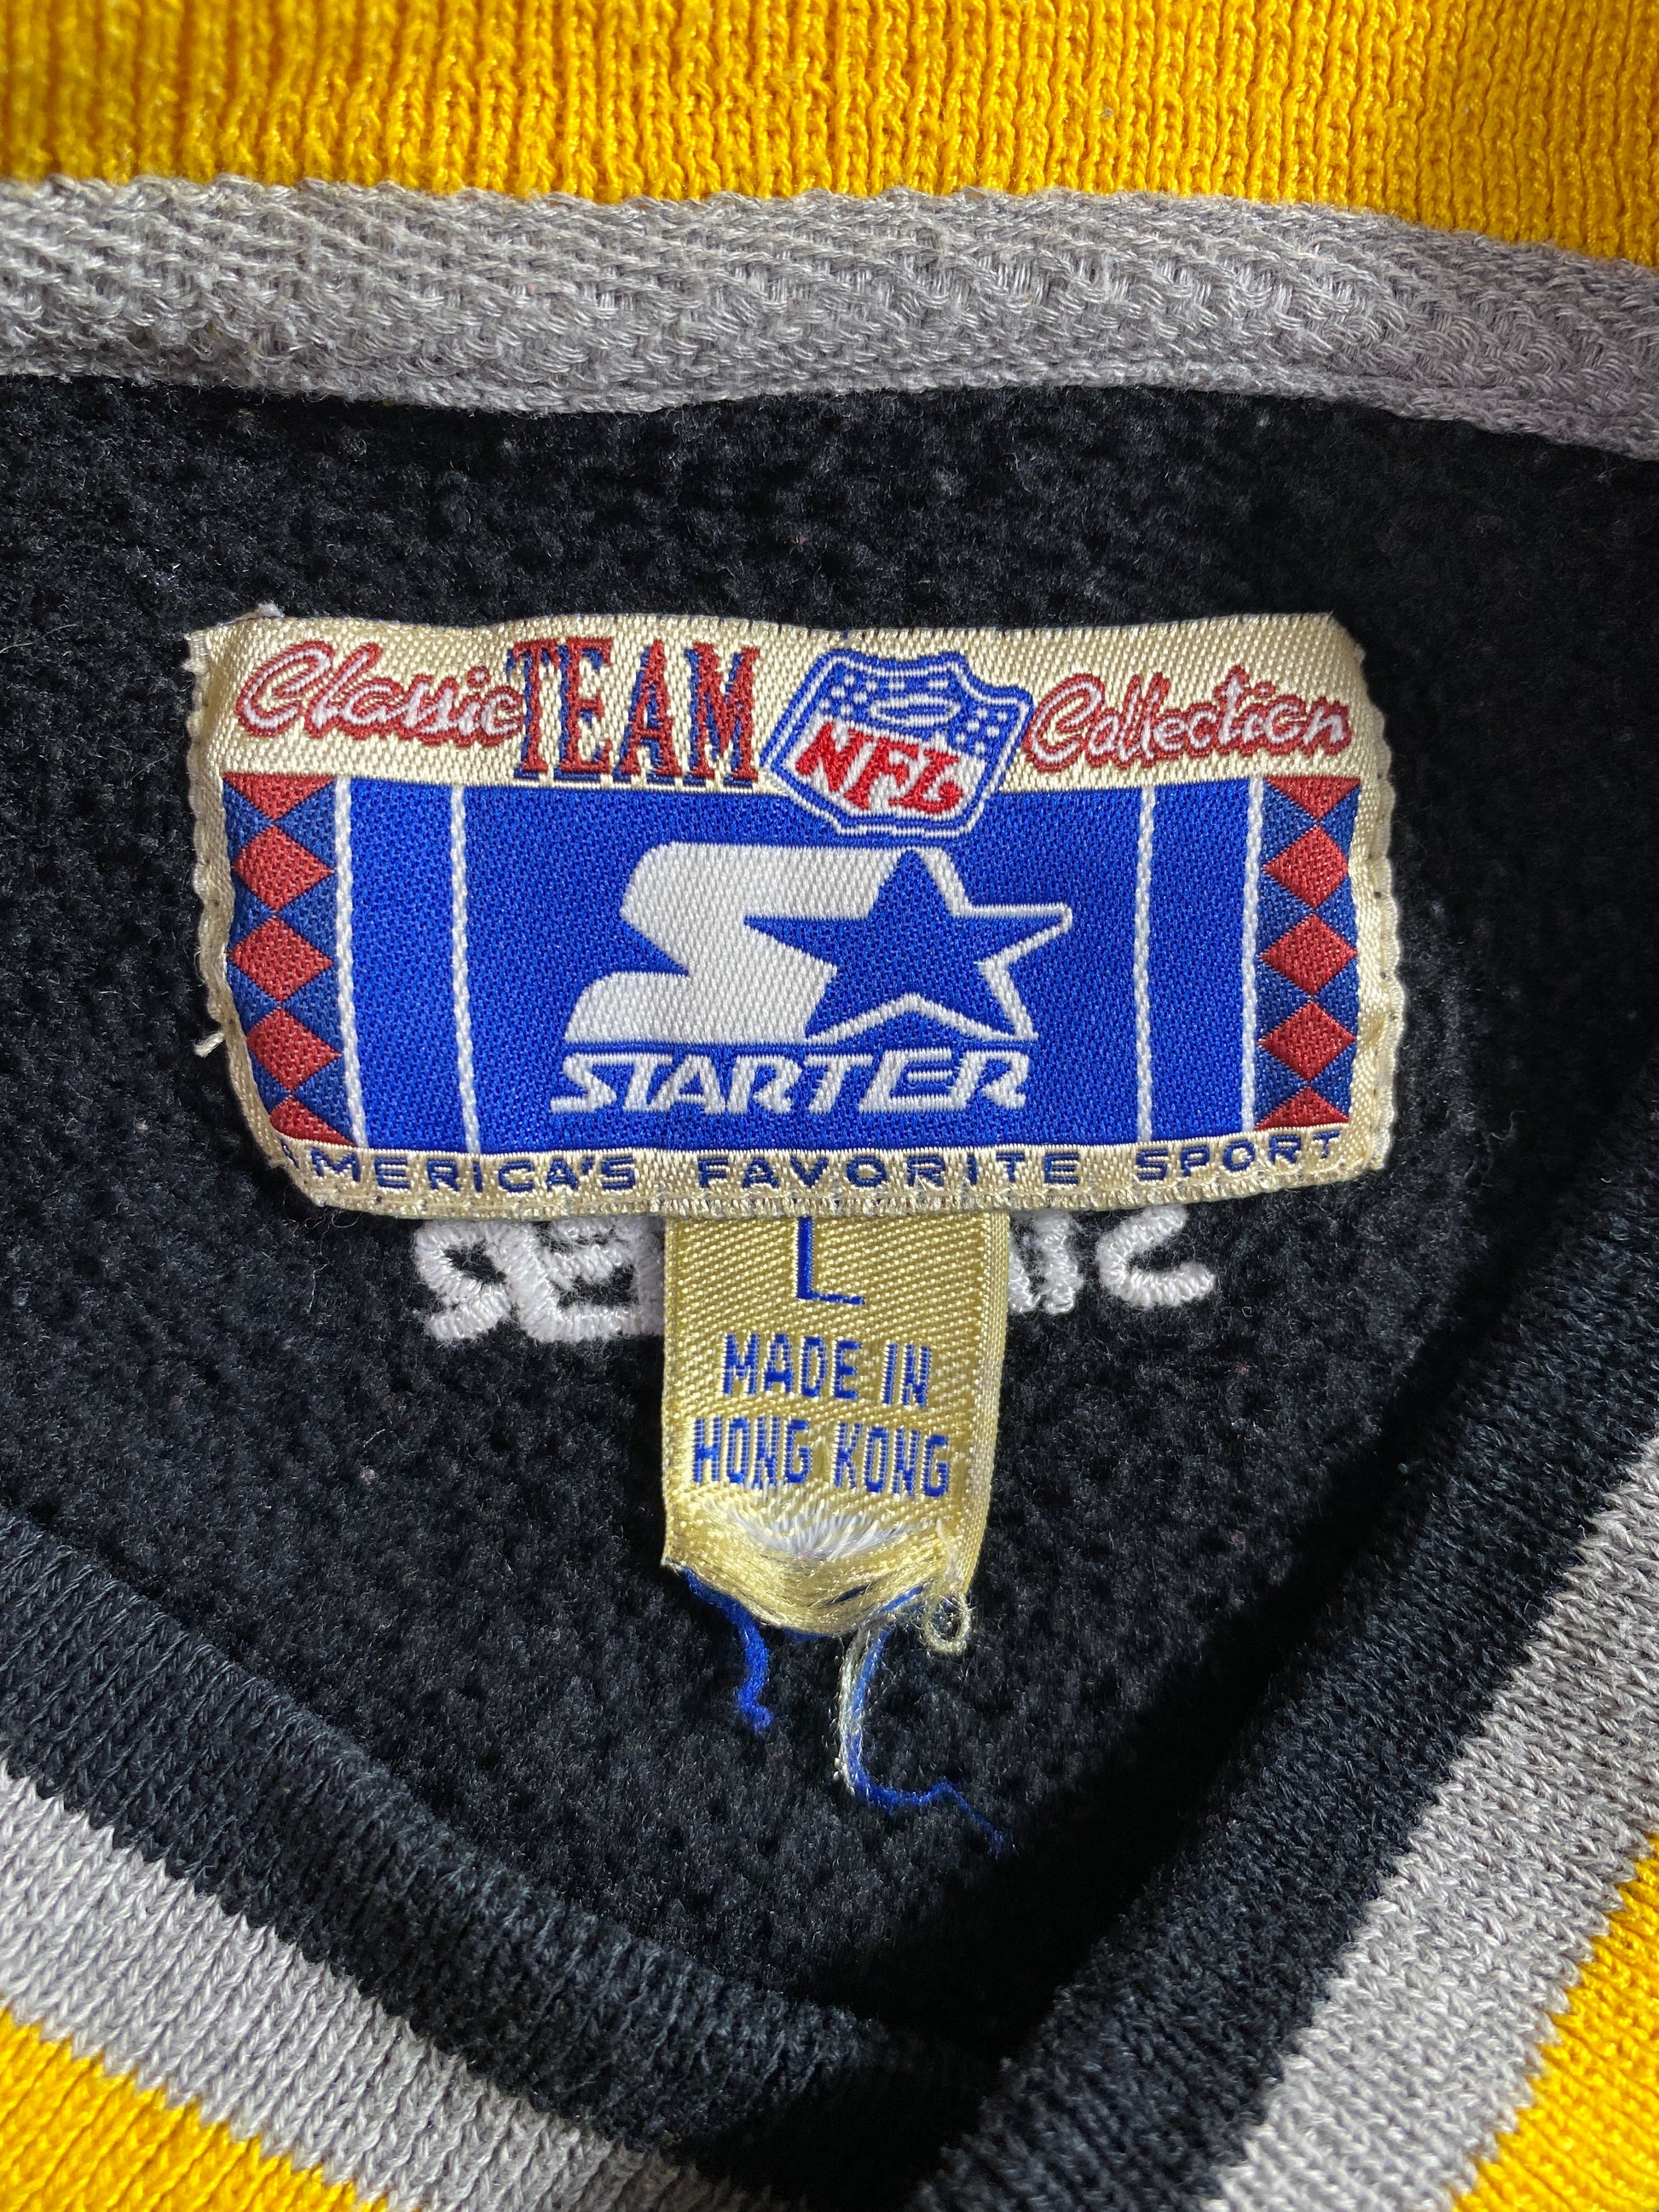 Classic TEAM NFL Collection
STARTER
AMERICA'S FAVORITE SPORT
L
MADE IN
HONG KONG